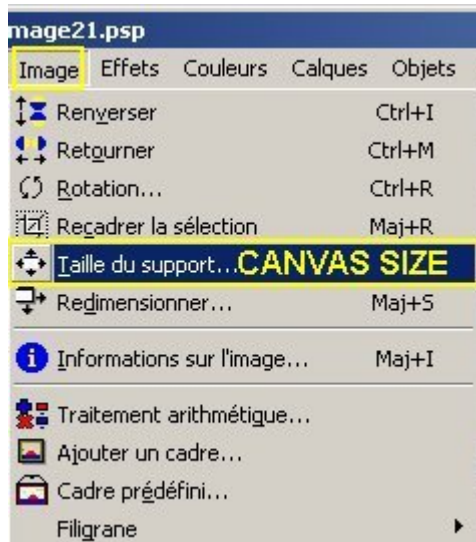 mage21.psp
Image Effets Couleurs Calques Objets
Renverser Ctrl+I
Retourner Ctrl+M
Rotation... Ctrl+R
Recadrer la sélection Maj+R
Taille du support... CANVAS SIZE
Redimensionner... Maj+S
Informations sur l'image... Maj+I
Traitement arithmétique...
Ajouter un cadre...
Cadre prédéfini...
Filigrane